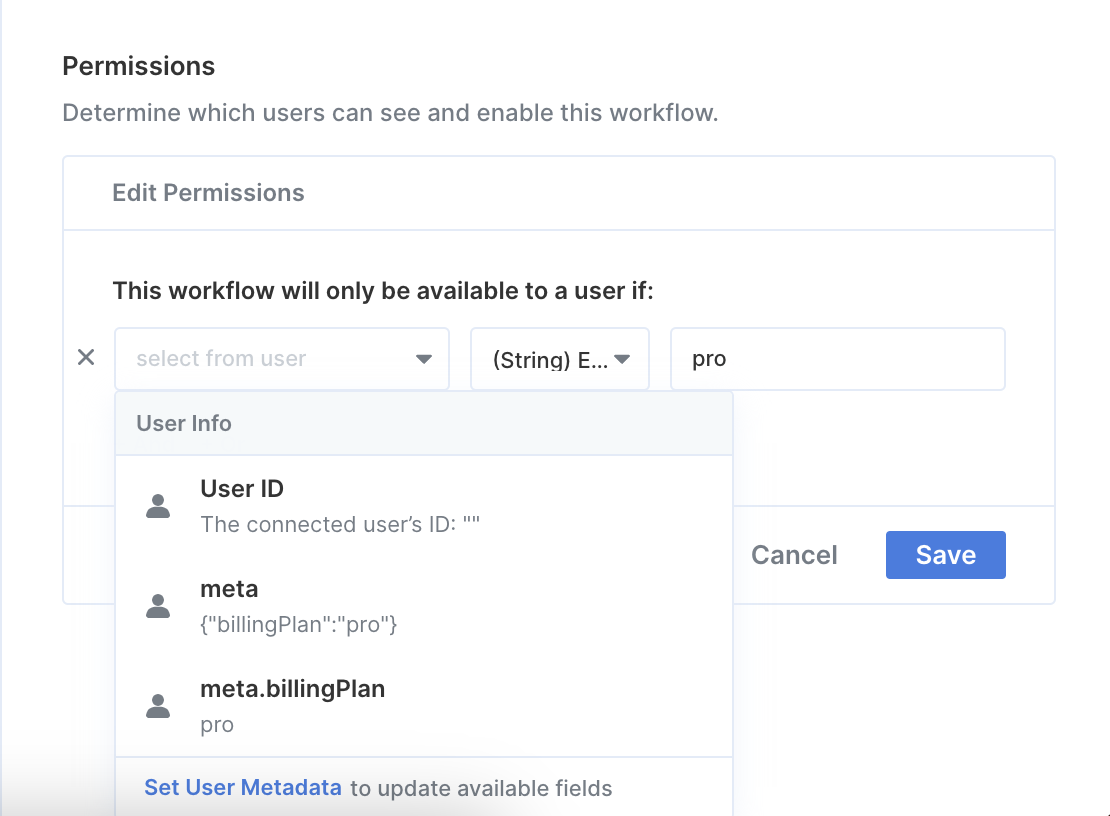 Permissions
Determine which users can see and enable this workflow.
Edit Permissions
This workflow will only be available to a user if:
select from user
(String) E...
pro
User Info
User ID
The connected user’s ID: ""
meta
{"billingPlan":"pro"}
meta.billingPlan
pro
Set User Metadata to update available fields
Cancel
Save